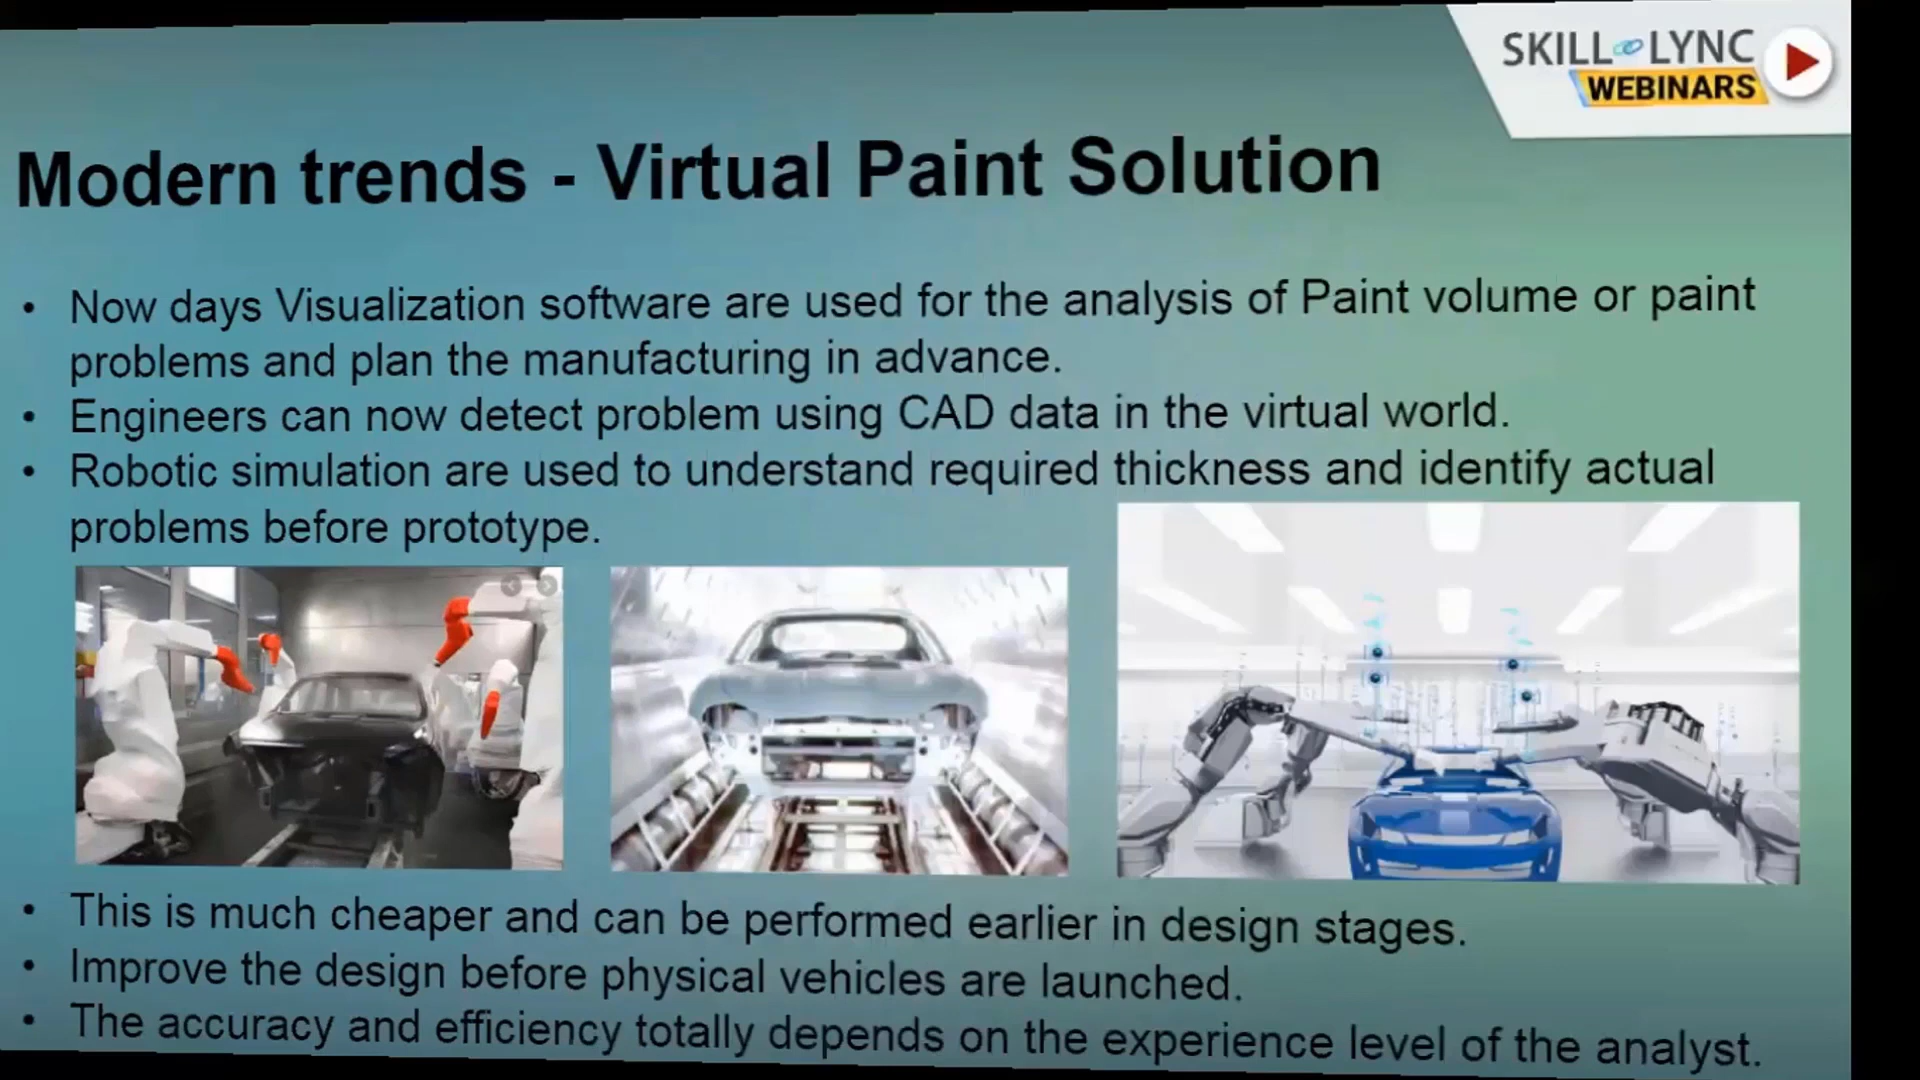 SKILL LYNC
WEBINARS
Modern trends - Virtual Paint Solution
• Now days Visualization software are used for the analysis of Paint volume or paint
problems and plan the manufacturing in advance.
• Engineers can now detect problem using CAD data in the virtual world.
• Robotic simulation are used to understand required thickness and identify actual
problems before prototype.
• This is much cheaper and can be performed earlier in design stages.
• Improve the design before physical vehicles are launched.
• The accuracy and efficiency totally depends on the experience level of the analyst.